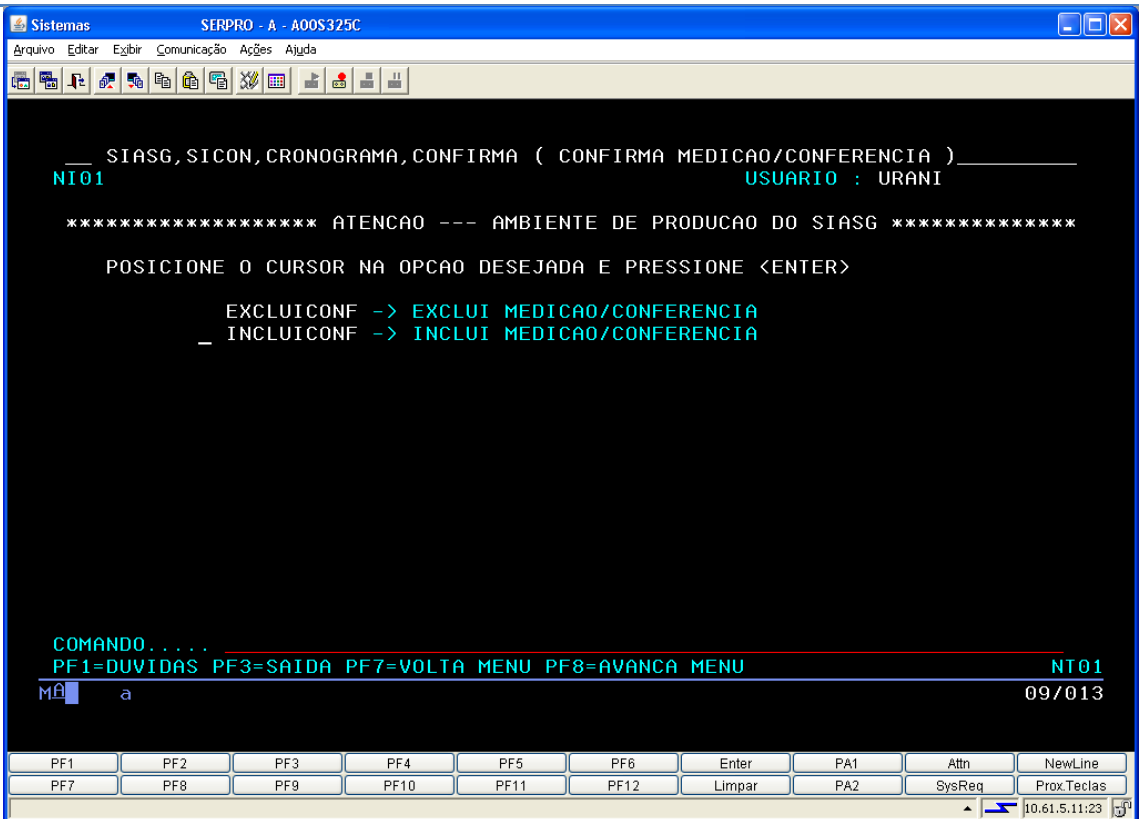 Sistemas SERPRO - A - A00S325C
Arquivo Editar Exibir Comunicação Ações Ajuda
__ SIASG,SICON,CRONOGRAMA,CONFIRMA ( CONFIRMA MEDICAO/CONFERENCIA )_________
NI01 USUARIO : URANI
******************* ATENCAO --- AMBIENTE DE PRODUCAO DO SIASG **************
POSICIONE O CURSOR NA OPCAO DESEJADA E PRESSIONE <ENTER>
EXCLUICONF -> EXCLUI MEDICAO/CONFERENCIA
_ INCLUICONF -> INCLUI MEDICAO/CONFERENCIA
COMANDO..... 
PF1=DUVIDAS PF3=SAIDA PF7=VOLTA MENU PF8=AVANCA MENU NT01
MA a 09/013
PF1 PF2 PF3 PF4 PF5 PF6 Enter PA1 Attn NewLine
PF7 PF8 PF9 PF10 PF11 PF12 Limpar PA2 SysReq Prox.Teclas
10.61.5.11:23